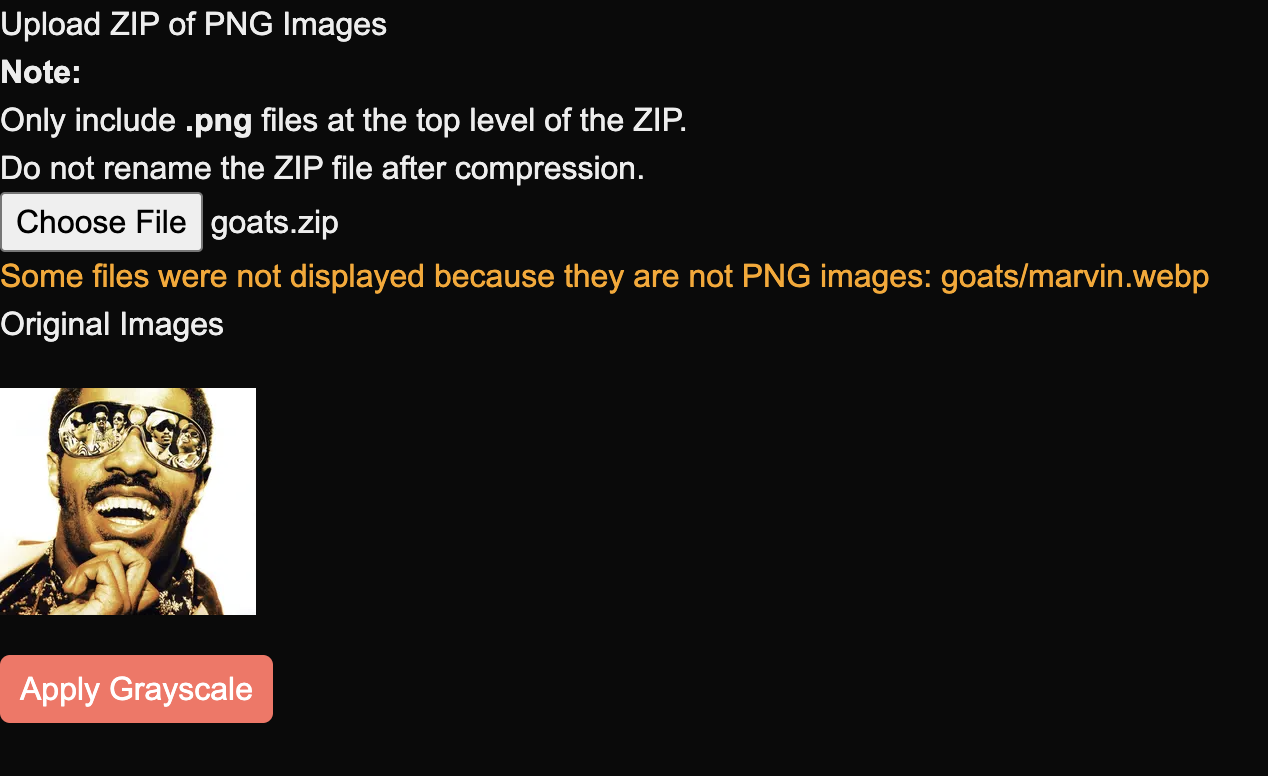 Upload ZIP of PNG Images
Note:
Only include .png files at the top level of the ZIP.
Do not rename the ZIP file after compression.
Choose File goats.zip
Some files were not displayed because they are not PNG images: goats/marvin.webp
Original Images
Apply Grayscale